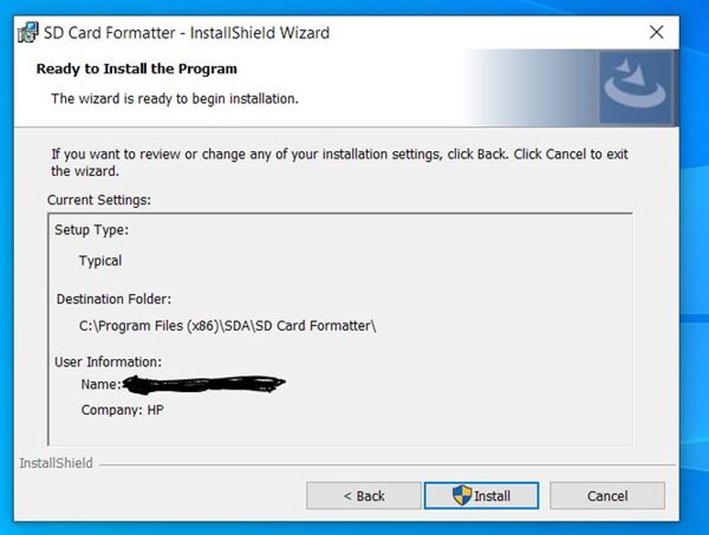 SD Card Formatter - InstallShield Wizard
Ready to Install the Program
The wizard is ready to begin installation.
If you want to review or change any of your installation settings, click Back. Click Cancel to exit
the wizard.
Current Settings:
Setup Type:
Typical
Destination Folder:
C:\Program Files (x86)\SDA\SD Card Formatter\
User Information:
Name:
Company: HP
InstallShield
< Back
Install
Cancel